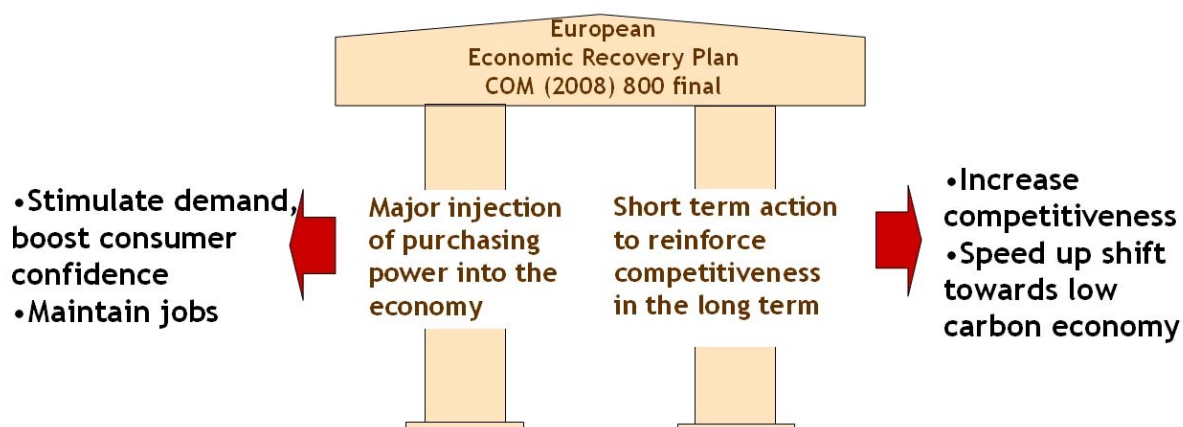 European
Economic Recovery Plan
COM (2008) 800 final
•Stimulate demand,
boost consumer
confidence
•Maintain jobs
Major injection
of purchasing
power into the
economy
Short term action
to reinforce
competitiveness
in the long term
•Increase
competitiveness
•Speed up shift
towards low
carbon economy